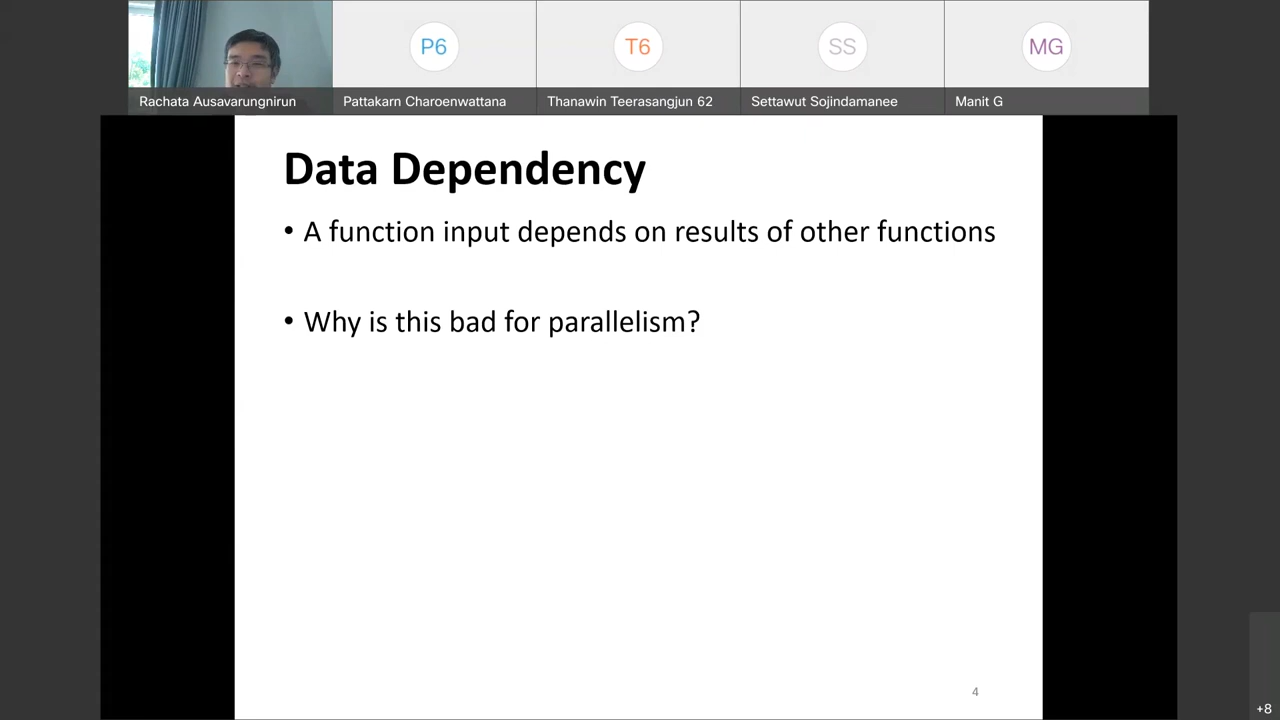 P6
T6
SS
MG
Rachata Ausavarungnirun
Pattakarn Charoenwattana
Thanawin Teerasangjun 62
Settawut Sojindamanee
Manit G
Data Dependency
• A function input depends on results of other functions
• Why is this bad for parallelism?
4
+8